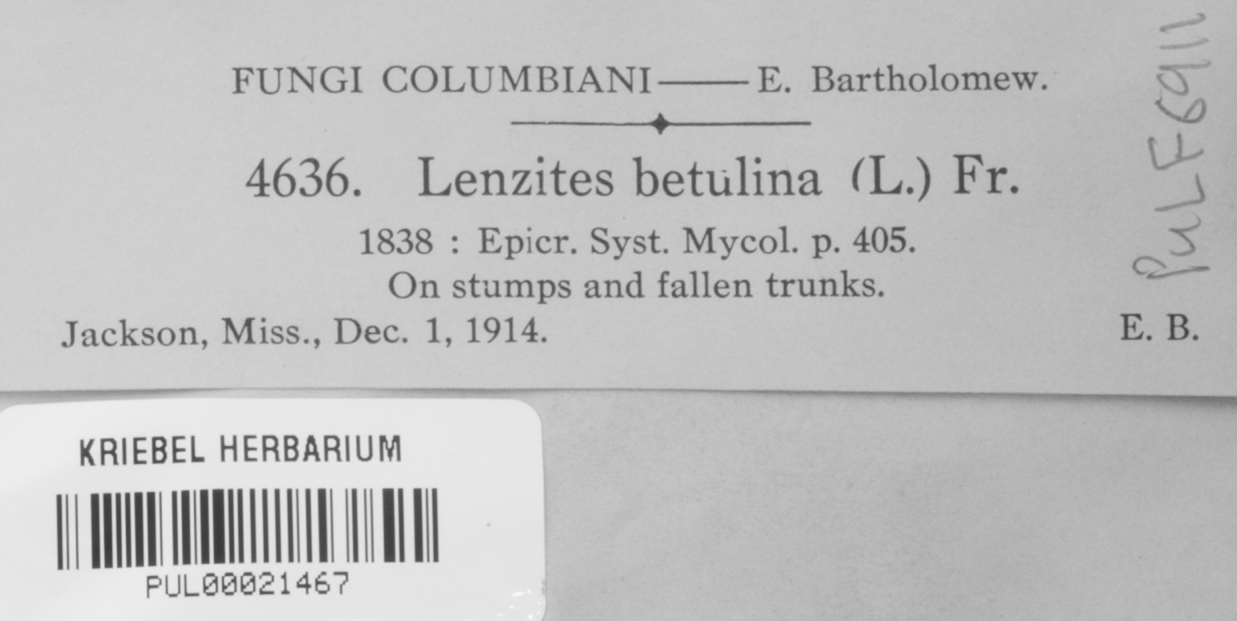 FUNGI COLUMBIANI—E. Bartholomew.
4636. Lenzites betulina (L.) Fr.
1838 : Epicr. Syst. Mycol. p. 405.
On stumps and fallen trunks.
Jackson, Miss., Dec. 1, 1914. E. B.
PULF6911
KRIEBEL HERBARIUM
PUL00021467